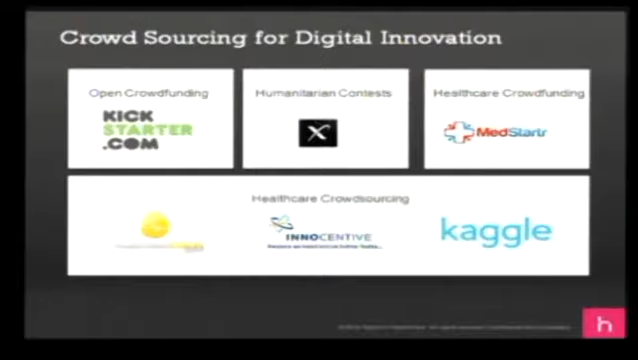 Crowd Sourcing for Digital Innovation
Open Crowdfunding
Humanitarian Contests
Healthcare Crowdfunding
KICK
STARTER
.COM
X
MedStartr
Healthcare Crowdsourcing
INNOCENTIVE
kaggle
h